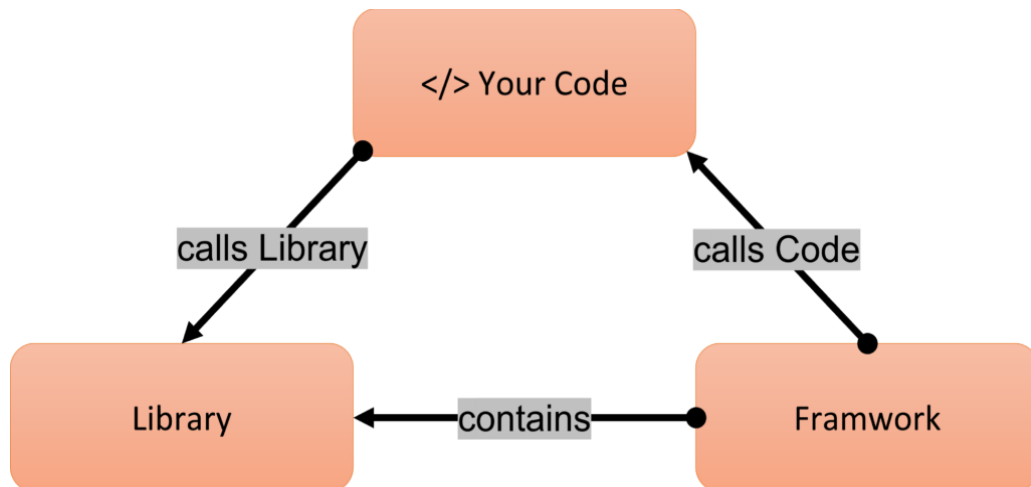 </> Your Code
calls Library
calls Code
Library
contains
Framwork